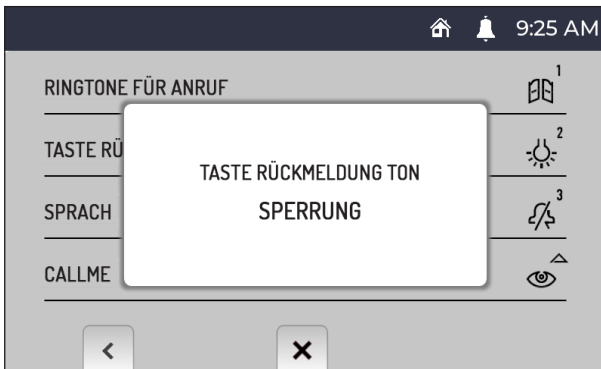 9:25 AM
RINGTONE FÜR ANRUF
1
TASTE RÜ
2
TASTE RÜCKMELDUNG TON
SPERRUNG
SPRACH
3
CALLME